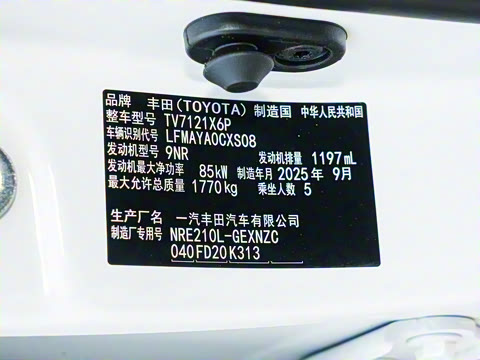 品牌 丰田(TOYOTA) 制造国 中华人民共和国
整车型号 TV7121X6P
车辆识别代号 LFMAYA0CXS08
发动机型号 9NR 发动机排量 1197mL
发动机最大净功率 85kW 制造年月 2025年9月
最大允许总质量 1770kg 乘坐人数 5
生产厂名 一汽丰田汽车有限公司
制造厂专用号 NRE210L-GEXNZC
040 FD20 K313